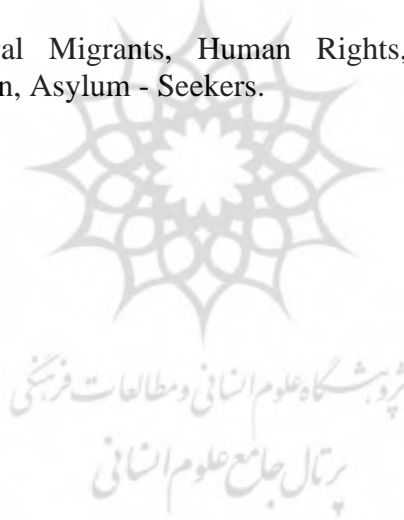 al Migrants, Human Rights,
n, Asylum - Seekers.
پژوهشگاه علوم انسانی و مطالعات فرهنگی
پرتال جامع علوم انسانی